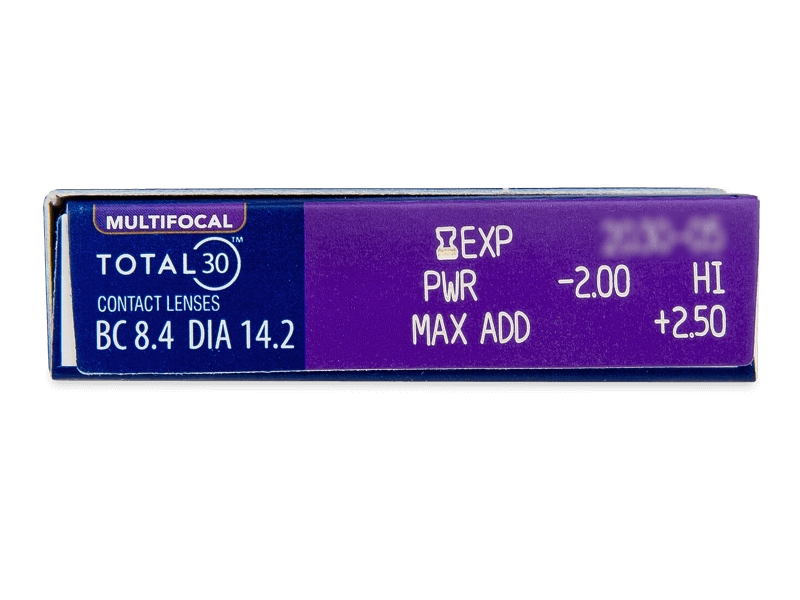 MULTIFOCAL
TOTAL30™
CONTACT LENSES
BC 8.4 DIA 14.2
EXP
PWR -2.00 HI
MAX ADD +2.50